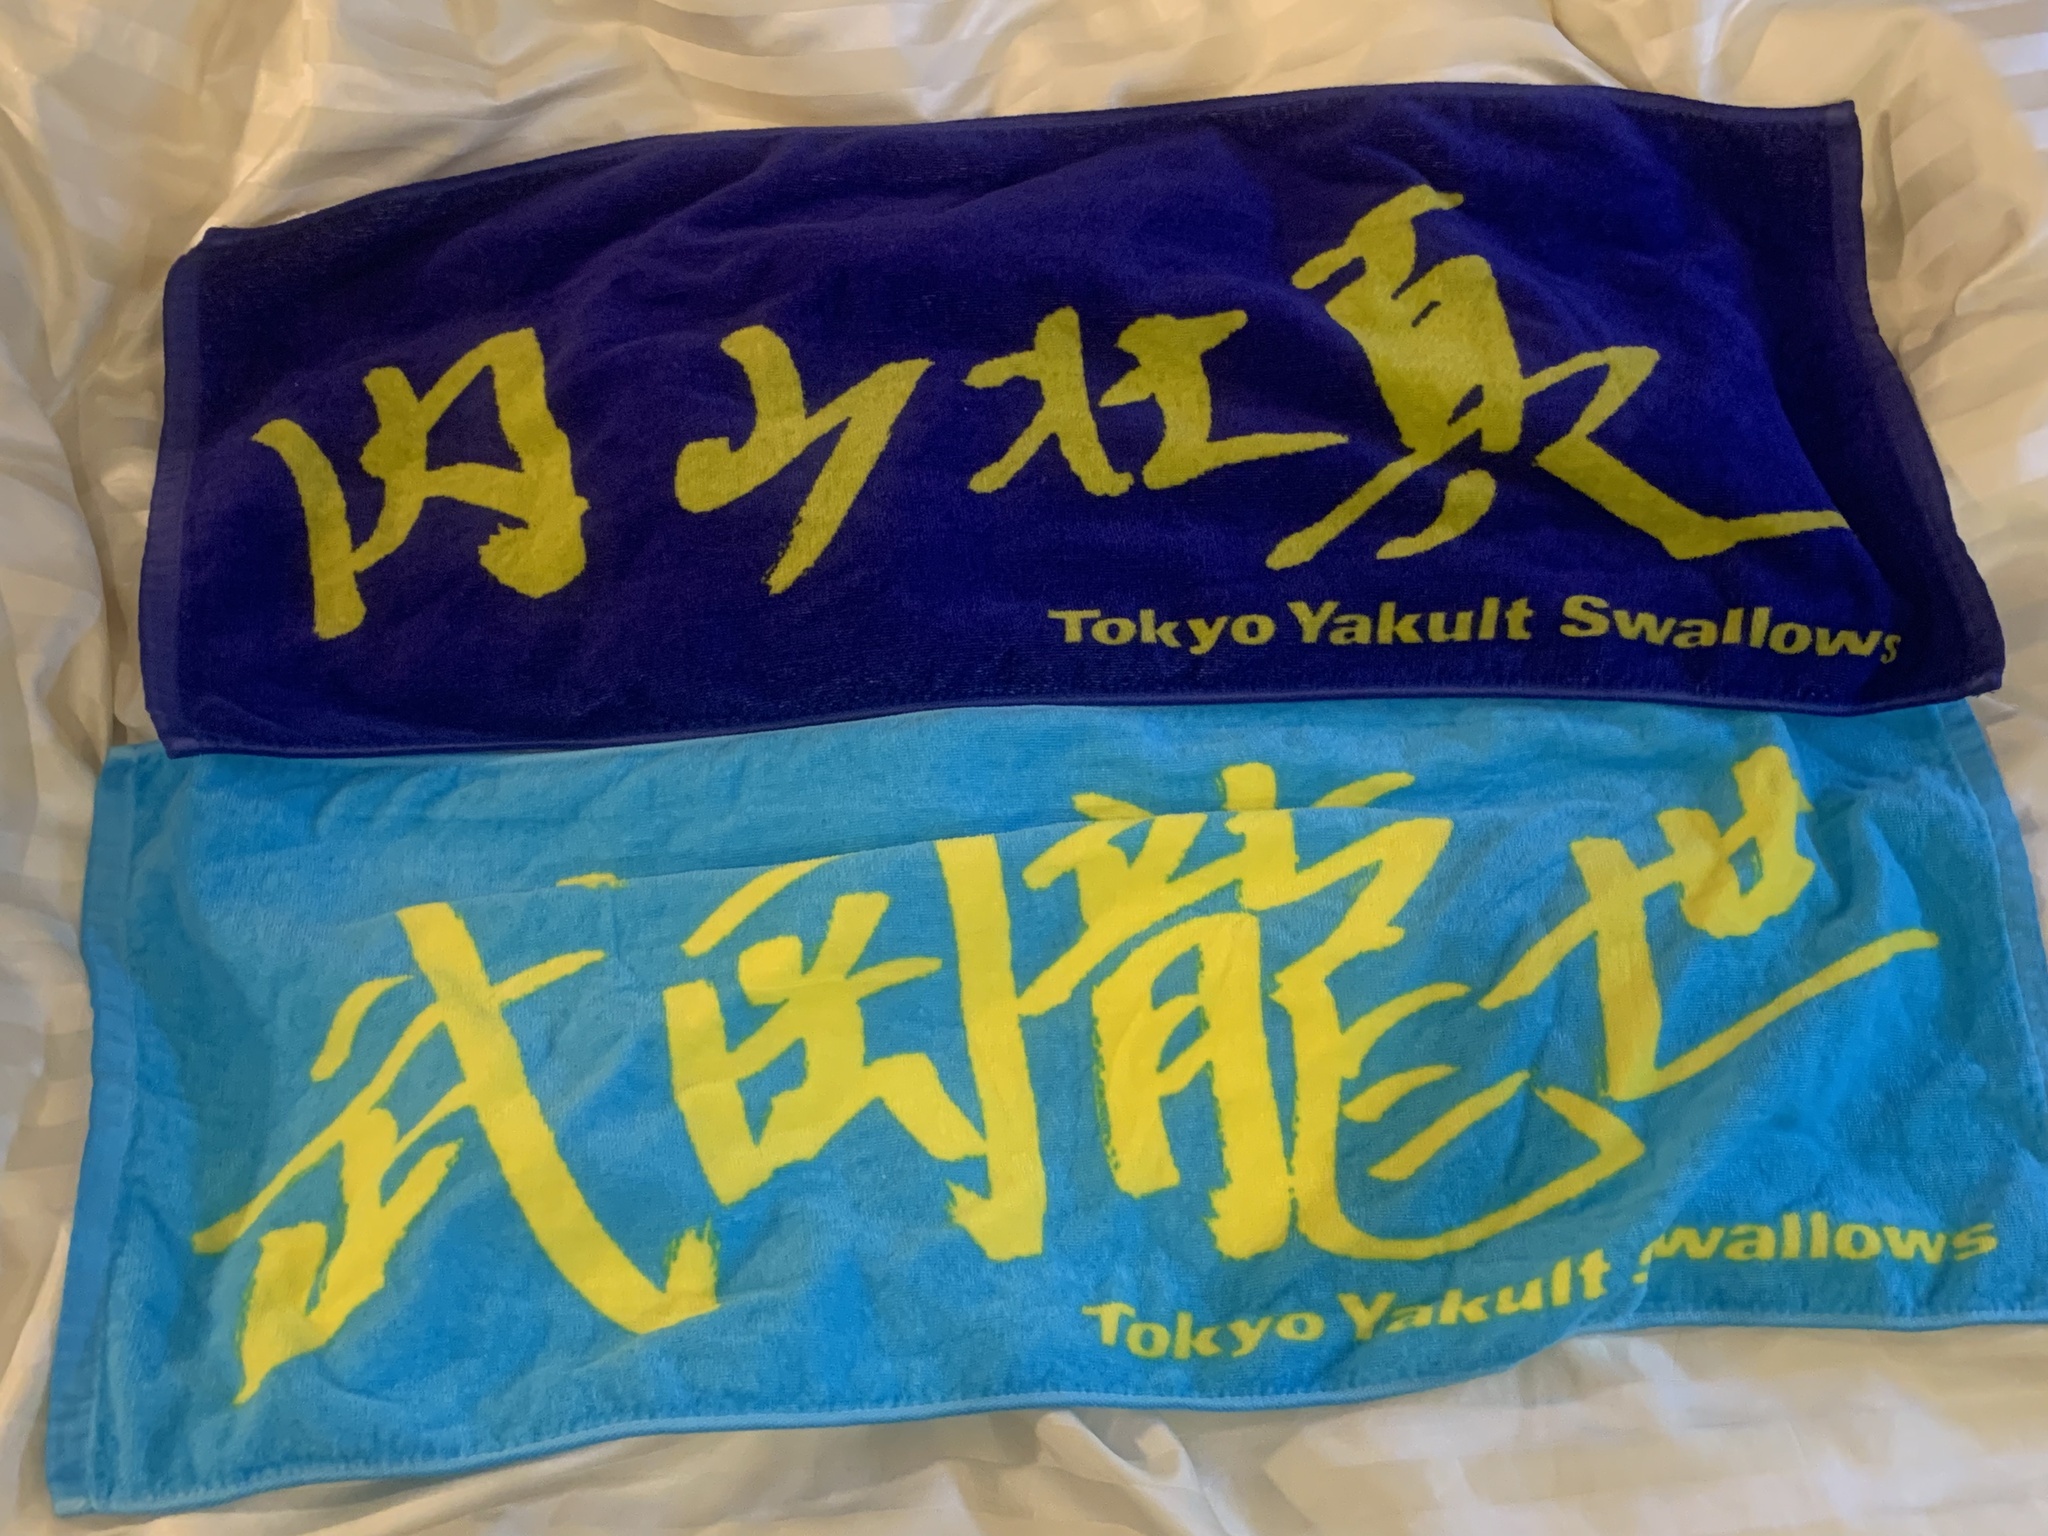 内山壮真
Tokyo Yakult Swallows
武岡龍世
Tokyo Yakult Swallows